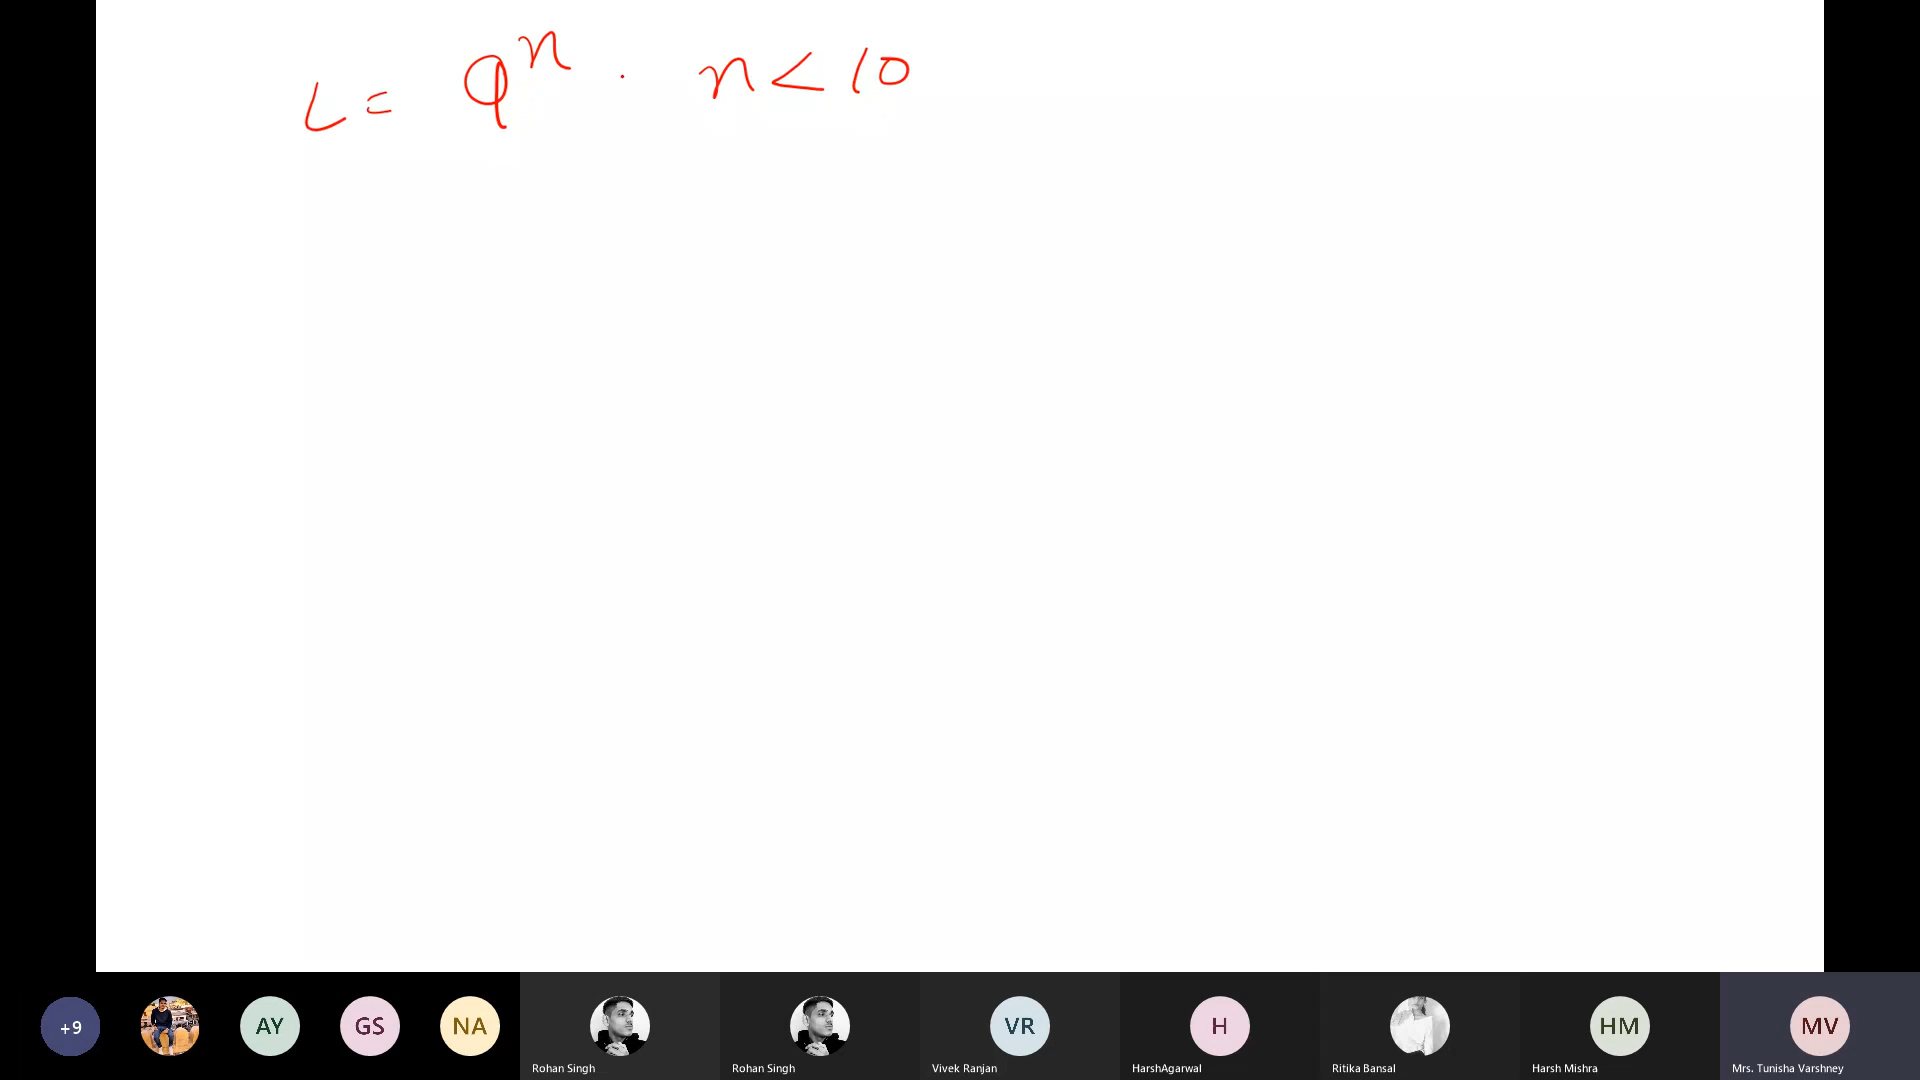 L = a^n . n < 10
+9 AY GS NA VR H HM MV
Rohan Singh Rohan Singh Vivek Ranjan HarshAgarwal Ritika Bansal Harsh Mishra Mrs. Tunisha Varshney